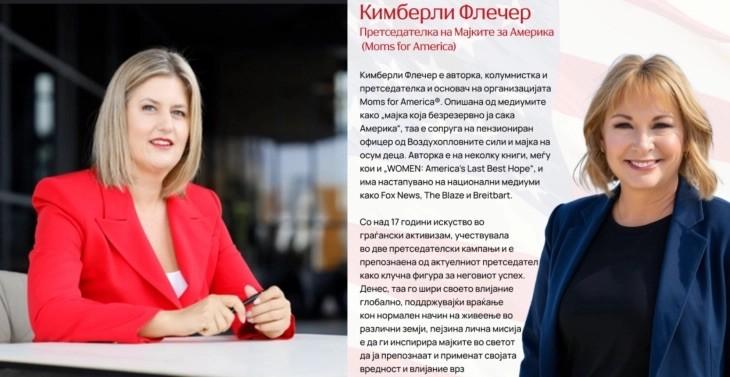 Кимберли Флечер
Претседателка на Мајките за Америка
(Moms for America)
Кимберли Флечер е авторка, колумнистка и
претседателка и основач на организацијата
Moms for America®. Опишана од медиумите
како „мајка која безрезервно ја сака
Америка“, таа е сопруга на пензиониран
офицер од Воздухопловните сили и мајка на
осум деца. Авторка е на неколку книги, меѓу
кои и „WOMEN: America's Last Best Hope“, и
има настапувано на национални медиуми
како Fox News, The Blaze и Breitbart.
Со над 17 години искуство во
граѓански активизам, учествувала
во две претседателски кампањи и е
препознаена од актуелниот претседател
како клучна фигура за неговиот успех.
Денес, таа го шири своето влијание
глобално, поддржувајќи враќање
кон нормален начин на живеење во
различни земји, пејзина лична мисија
е да ги инспирира мајките во светот
да ја препознаат и применат својата
вредност и влијание врз